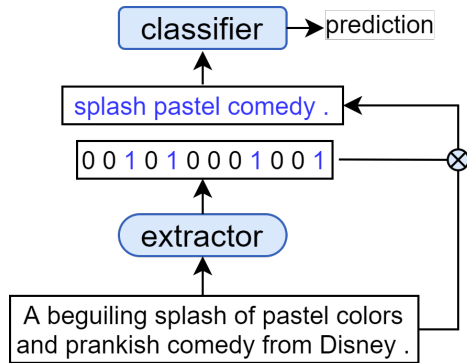 classifier
prediction
splash pastel comedy .
0 0 1 0 1 0 0 0 1 0 0 1
extractor
A beguiling splash of pastel colors
and prankish comedy from Disney .